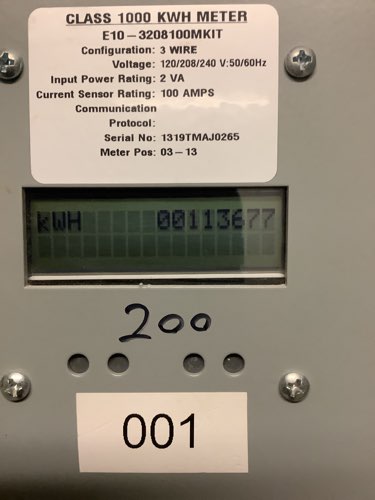 CLASS 1000 KWH METER
E10-3208100MKIT
Configuration: 3 WIRE
Voltage: 120/208/240 V:50/60Hz
Input Power Rating: 2 VA
Current Sensor Rating: 100 AMPS
Communication
Protocol:
Serial No: 1319TMAJ0265
Meter Pos: 03-13
kWH 00113677
200
001